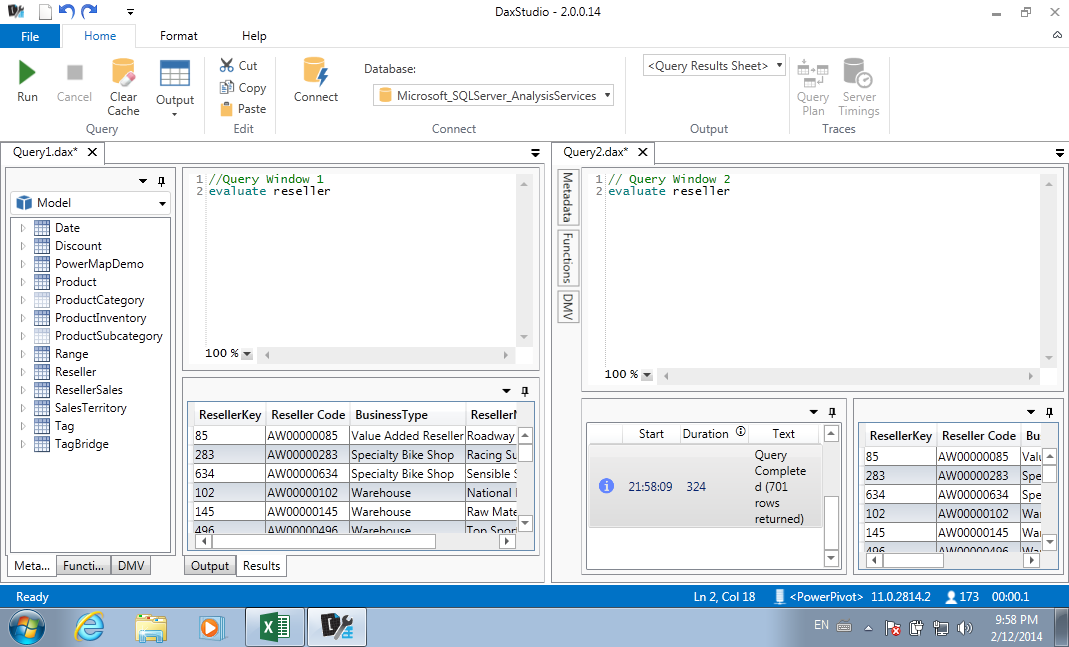 DaxStudio - 2.0.0.14
File Home Format Help
Run Cancel Clear Cache Output
Query
Cut
Copy
Paste
Edit
Connect
Database:
Microsoft_SQLServer_AnalysisServices
Connect
<Query Results Sheet>
Output
Query Plan Server Timings
Traces
Query1.dax*
Model
Date
Discount
PowerMapDemo
Product
ProductCategory
ProductInventory
ProductSubcategory
Range
Reseller
ResellerSales
SalesTerritory
Tag
TagBridge
Meta... Functi... DMV
1 //Query Window 1
2 evaluate reseller
100 %
ResellerKey Reseller Code BusinessType Reseller
85 AW00000085 Value Added Reseller Roadway
283 AW00000283 Specialty Bike Shop Racing Su
634 AW00000634 Specialty Bike Shop Sensible S
102 AW00000102 Warehouse National
145 AW00000145 Warehouse Raw Mate
496 AW00000496 Warehouse Top Spor
Output Results
Query2.dax*
Metadata
Functions
DMV
1 // Query Window 2
2 evaluate reseller
100 %
Start Duration Text
21:58:09 324
Query
Complete
d (701
rows
returned)
ResellerKey Reseller Code Bu
85 AW00000085 Valu
283 AW00000283 Spe
634 AW00000634 Spe
102 AW00000102 Wa
145 AW00000145 Wa
496 AW00000496 Wa
Ready Ln 2, Col 18 <PowerPivot> 11.0.2814.2 173 00:00.1
EN 9:58 PM
2/12/2014